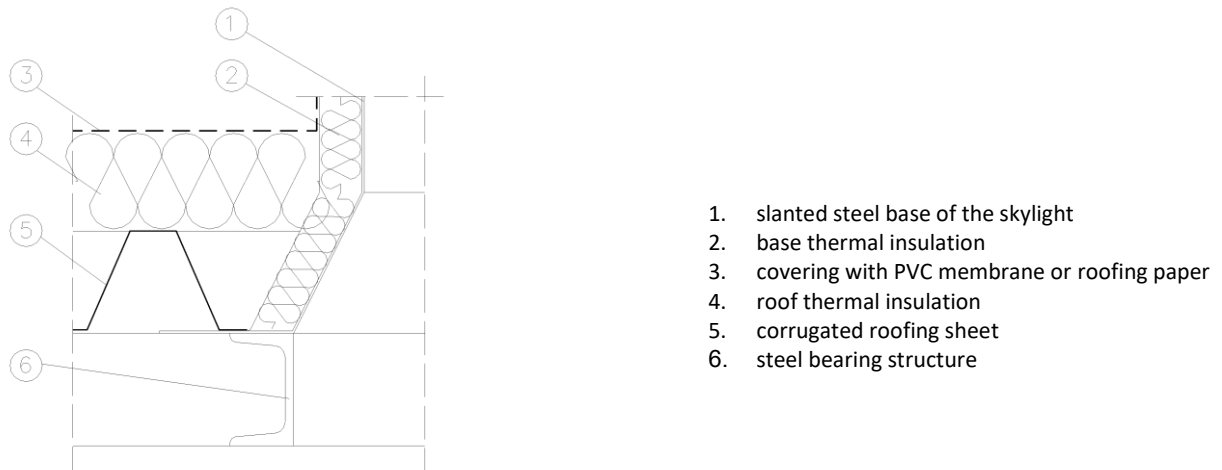 1
2
3
4
5
6
1. slanted steel base of the skylight
2. base thermal insulation
3. covering with PVC membrane or roofing paper
4. roof thermal insulation
5. corrugated roofing sheet
6. steel bearing structure